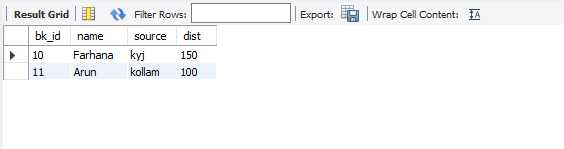 Result Grid Filter Rows: Export: Wrap Cell Content:
bk_id name source dist
10 Farhana kyj 150
11 Arun kollam 100